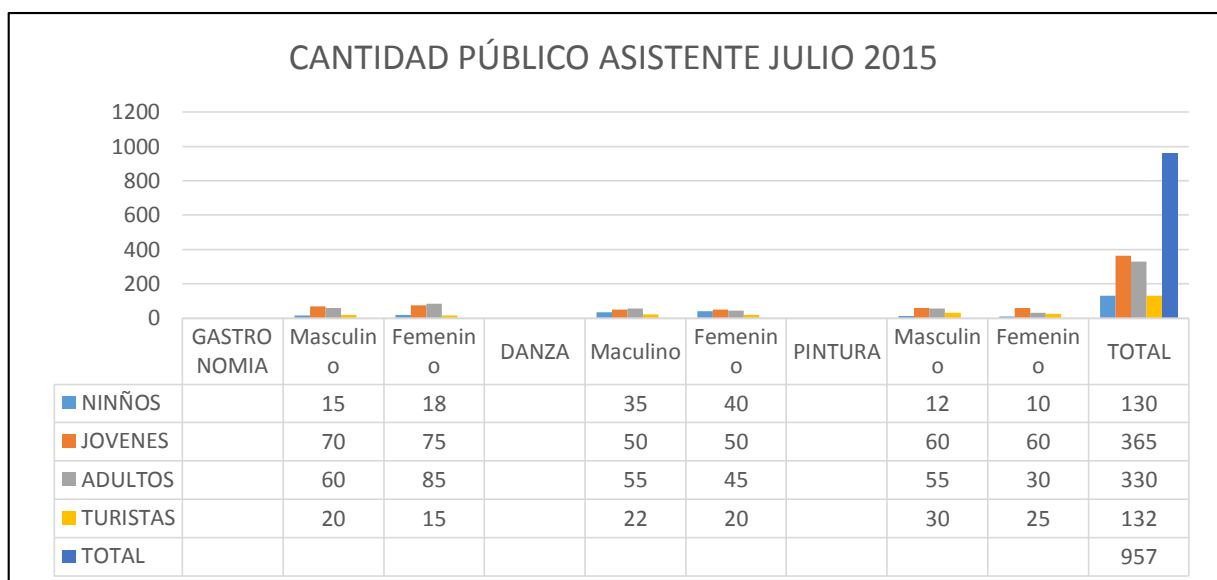 CANTIDAD PÚBLICO ASISTENTE JULIO 2015
1200
1000
800
600
400
200
0
GASTRO
NOMIA
Masculin
o
Femenin
o
DANZA
Maculino
Femenin
o
PINTURA
Masculin
o
Femenin
o
TOTAL
NINÑOS 15 18 35 40 12 10 130
JOVENES 70 75 50 50 60 60 365
ADULTOS 60 85 55 45 55 30 330
TURISTAS 20 15 22 20 30 25 132
TOTAL 957